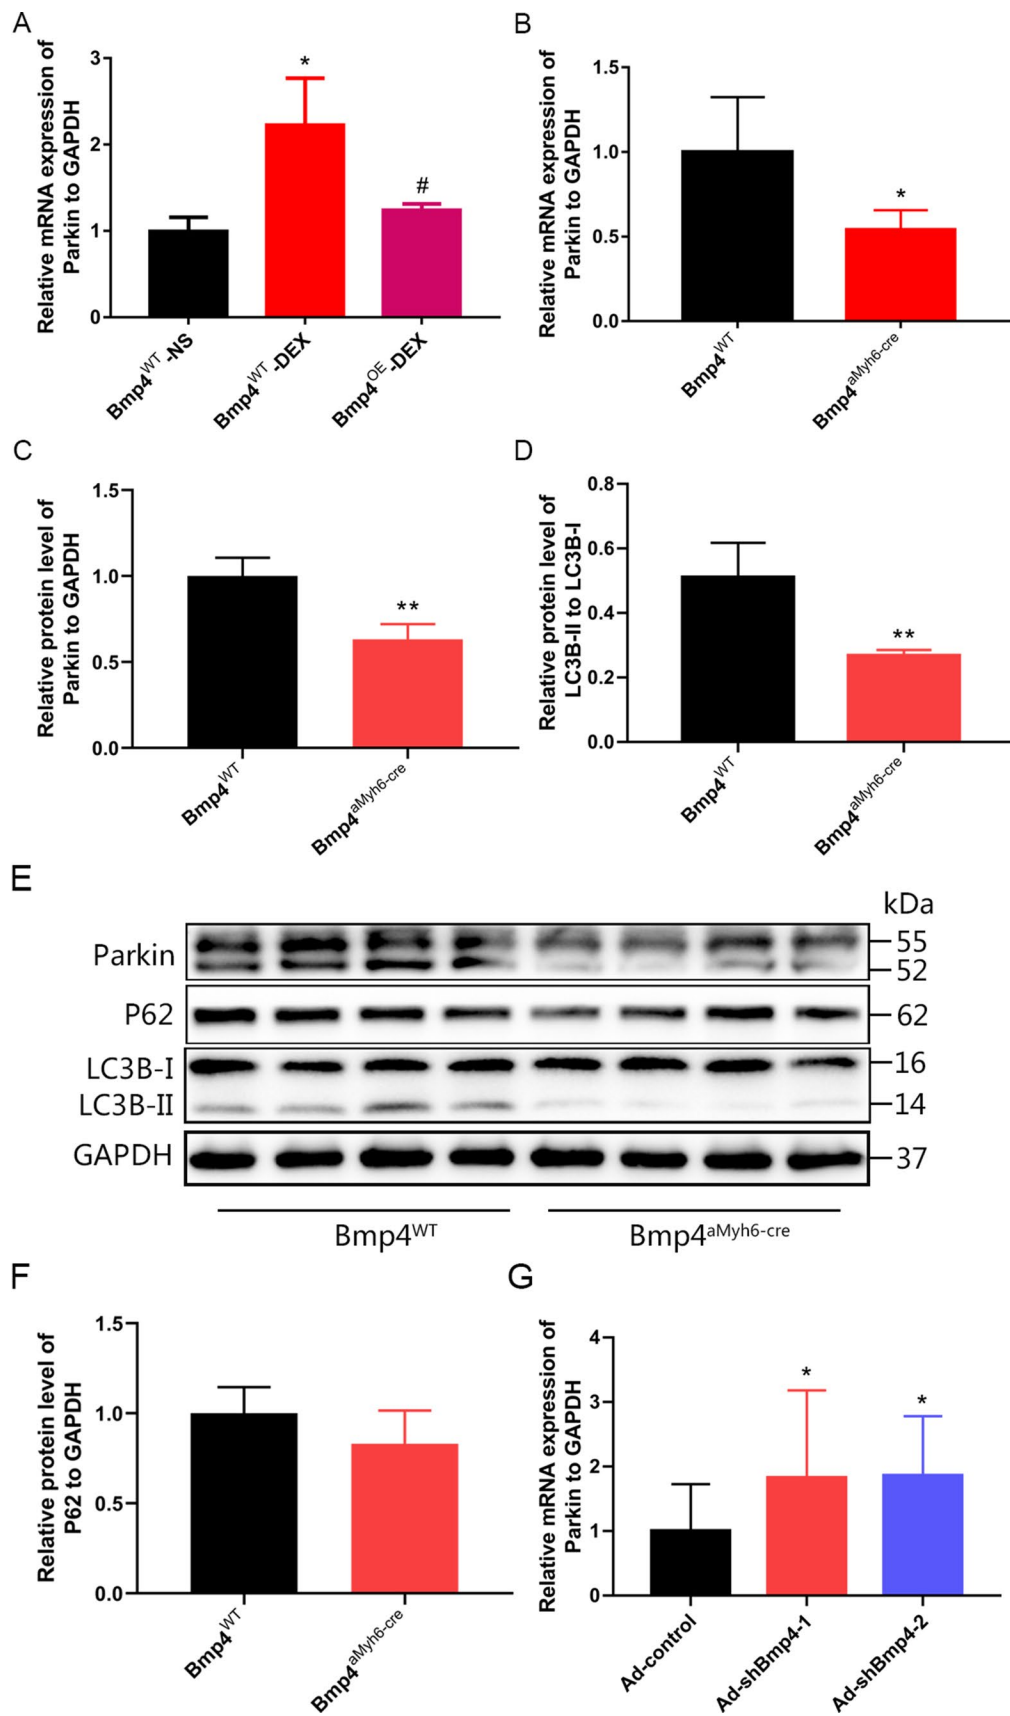 A
Relative mRNA expression of
Parkin to GAPDH
3
2
1
0
*
#
Bmp4WT-NS
Bmp4WT-DEX
Bmp4OE-DEX
B
Relative mRNA expression of
Parkin to GAPDH
1.5
1.0
0.5
0.0
*
Bmp4WT
Bmp4aMyh6-cre
C
Relative protein level of
Parkin to GAPDH
1.5
1.0
0.5
0.0
**
Bmp4WT
Bmp4aMyh6-cre
D
Relative protein level of
LC3B-II to LC3B-I
0.8
0.6
0.4
0.2
0.0
**
Bmp4WT
Bmp4aMyh6-cre
E
kDa
Parkin
55
52
P62
62
LC3B-I
16
LC3B-II
14
GAPDH
37
Bmp4WT
Bmp4aMyh6-cre
F
Relative protein level of
P62 to GAPDH
1.5
1.0
0.5
0.0
Bmp4WT
Bmp4aMyh6-cre
G
Relative mRNA expression of
Parkin to GAPDH
4
3
2
1
0
*
*
Ad-control
Ad-shBmp4-1
Ad-shBmp4-2